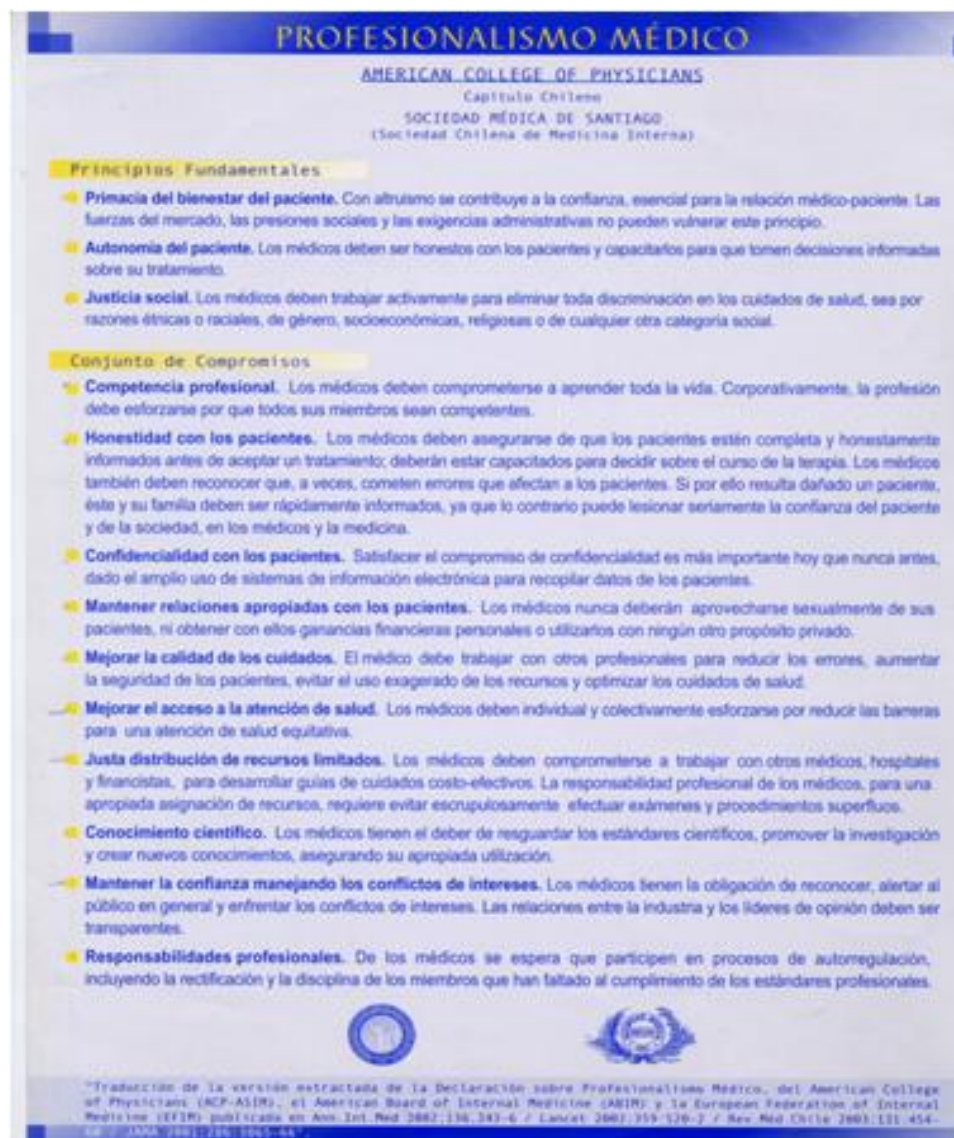 PROFESIONALISMO MÉDICO
AMERICAN COLLEGE OF PHYSICIANS
Capítulo Chileno
SOCIEDAD MÉDICA DE SANTIAGO
(Sociedad Chilena de Medicina Interna)
Principios Fundamentales
Primacía del bienestar del paciente. Con altruismo se contribuye a la confianza, esencial para la relación médico-paciente. Las
fuerzas del mercado, las presiones sociales y las exigencias administrativas no pueden vulnerar este principio.
Autonomía del paciente. Los médicos deben ser honestos con los pacientes y capacitarlos para que tomen decisiones informadas
sobre su tratamiento.
Justicia social. Los médicos deben trabajar activamente para eliminar toda discriminación en los cuidados de salud, sea por
razones étnicas o raciales, de género, socioeconómicas, religiosas o de cualquier otra categoría social.
Conjunto de Compromisos
Competencia profesional. Los médicos deben comprometerse a aprender toda la vida. Corporativamente, la profesión
debe esforzarse por que todos sus miembros sean competentes.
Honestidad con los pacientes. Los médicos deben asegurarse de que los pacientes estén completa y honestamente
informados antes de aceptar un tratamiento; deberán estar capacitados para decidir sobre el curso de la terapia. Los médicos
también deben reconocer que, a veces, cometen errores que afectan a los pacientes. Si por ello resulta dañado un paciente,
éste y su familia deben ser rápidamente informados, ya que lo contrario puede lesionar seriamente la confianza del paciente
y de la sociedad, en los médicos y la medicina.
Confidencialidad con los pacientes. Satisfacer el compromiso de confidencialidad es más importante hoy que nunca antes,
dado el amplio uso de sistemas de información electrónica para recopilar datos de los pacientes.
Mantener relaciones apropiadas con los pacientes. Los médicos nunca deberán aprovecharse sexualmente de sus
pacientes, ni obtener con ellos ganancias financieras personales o utilizarlos con ningún otro propósito privado.
Mejorar la calidad de los cuidados. El médico debe trabajar con otros profesionales para reducir los errores, aumentar
la seguridad de los pacientes, evitar el uso exagerado de los recursos y optimizar los cuidados de salud.
Mejorar el acceso a la atención de salud. Los médicos deben individual y colectivamente esforzarse por reducir las barreras
para una atención de salud equitativa.
Justa distribución de recursos limitados. Los médicos deben comprometerse a trabajar con otros médicos, hospitales
y financistas, para desarrollar guías de cuidados costo-efectivos. La responsabilidad profesional de los médicos, para una
apropiada asignación de recursos, requiere evitar escrupulosamente efectuar exámenes y procedimientos superfluos.
Conocimiento científico. Los médicos tienen el deber de resguardar los estándares científicos, promover la investigación
y crear nuevos conocimientos, asegurando su apropiada utilización.
Mantener la confianza manejando los conflictos de intereses. Los médicos tienen la obligación de reconocer, alertar al
público en general y enfrentar los conflictos de intereses. Las relaciones entre la industria y los líderes de opinión deben ser
transparentes.
Responsabilidades profesionales. De los médicos se espera que participen en procesos de autorregulación,
incluyendo la rectificación y la disciplina de los miembros que han faltado al cumplimiento de los estándares profesionales.
"Traducción de la versión extractada de la Declaración sobre Profesionalismo Médico, del American College
of Physicians (ACP-ASIM), el American Board of Internal Medicine (ABIM) y la European Federation of Internal
Medicine (EFIM) publicada en Ann Int Med 2002;136,243-6 / Lancet 2002;359:520-2 / Rev Med Chile 2003;131:454-